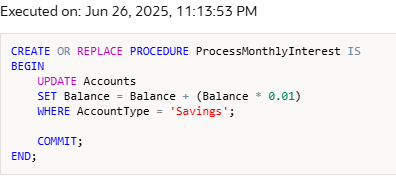 Executed on: Jun 26, 2025, 11:13:53 PM
CREATE OR REPLACE PROCEDURE ProcessMonthlyInterest IS
BEGIN
    UPDATE Accounts
    SET Balance = Balance + (Balance * 0.01)
    WHERE AccountType = 'Savings';
    COMMIT;
END;